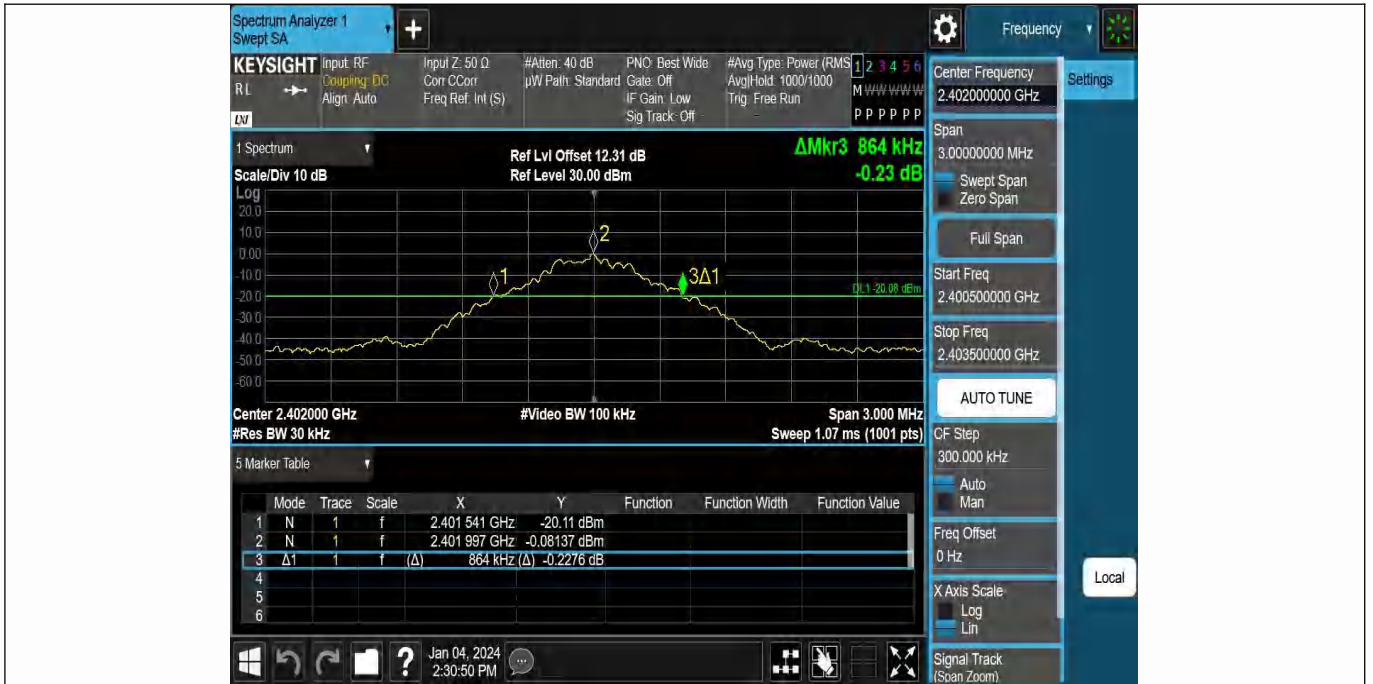 Spectrum Analyzer 1
Swept SA
+
Frequency
KEYSIGHT
RL
LXI
Input: RF
Coupling: DC
Align: Auto
Input Z: 50 Ω
Corr CCorr
Freq Ref: Int (S)
#Atten: 40 dB
µW Path: Standard
PNO: Best Wide
Gate: Off
IF Gain: Low
Sig Track: Off
#Avg Type: Power (RMS
Avg|Hold: 1000/1000
Trig: Free Run
1 2 3 4 5 6
M W W W W W
P P P P P P
1 Spectrum
Scale/Div 10 dB
Ref Lvl Offset 12.31 dB
Ref Level 30.00 dBm
ΔMkr3 864 kHz
-0.23 dB
Log
20.0
10.0
0.00
-10.0
-20.0
-30.0
-40.0
-50.0
-60.0
1
2
3Δ1
DL1 -20.08 dBm
Center 2.402000 GHz
#Video BW 100 kHz
Span 3.000 MHz
#Res BW 30 kHz
Sweep 1.07 ms (1001 pts)
5 Marker Table
Mode Trace Scale X Y Function Function Width Function Value
1 N 1 f 2.401 541 GHz -20.11 dBm
2 N 1 f 2.401 997 GHz -0.08137 dBm
3 Δ1 1 f (Δ) 864 kHz (Δ) -0.2276 dB
4
5
6
?
Jan 04, 2024
2:30:50 PM
Center Frequency
2.402000000 GHz
Settings
Span
3.00000000 MHz
Swept Span
Zero Span
Full Span
Start Freq
2.400500000 GHz
Stop Freq
2.403500000 GHz
AUTO TUNE
CF Step
300.000 kHz
Auto
Man
Freq Offset
0 Hz
X Axis Scale
Log
Lin
Signal Track
(Span Zoom)
Local